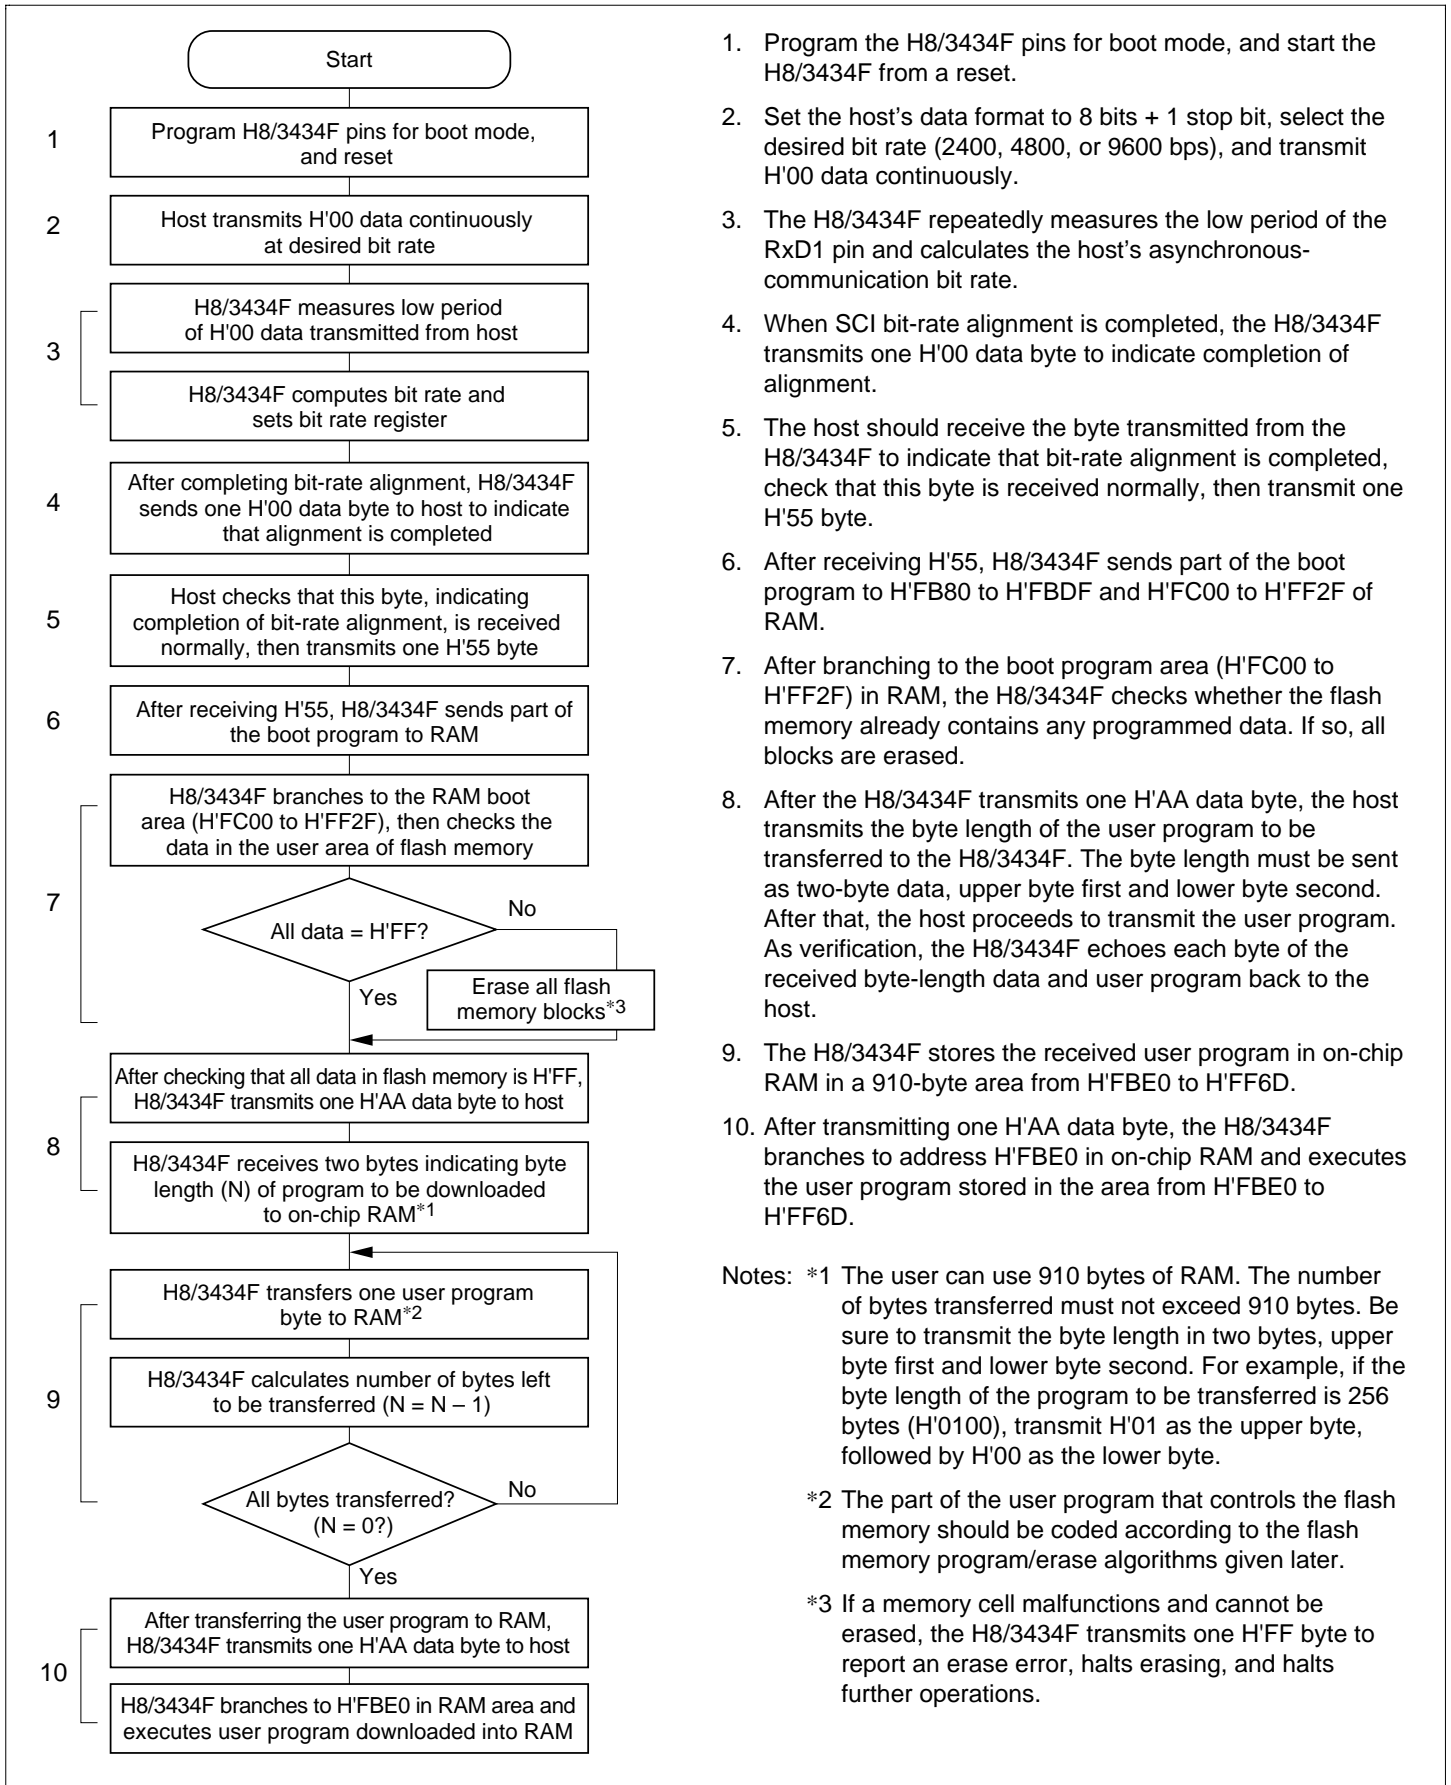 Start
1
Program H8/3434F pins for boot mode,
and reset
2
Host transmits H'00 data continuously
at desired bit rate
3
H8/3434F measures low period
of H'00 data transmitted from host
H8/3434F computes bit rate and
sets bit rate register
4
After completing bit-rate alignment, H8/3434F
sends one H'00 data byte to host to indicate
that alignment is completed
5
Host checks that this byte, indicating
completion of bit-rate alignment, is received
normally, then transmits one H'55 byte
6
After receiving H'55, H8/3434F sends part of
the boot program to RAM
7
H8/3434F branches to the RAM boot
area (H'FC00 to H'FF2F), then checks the
data in the user area of flash memory
All data = H'FF?
No
Yes
Erase all flash
memory blocks*3
8
After checking that all data in flash memory is H'FF,
H8/3434F transmits one H'AA data byte to host
H8/3434F receives two bytes indicating byte
length (N) of program to be downloaded
to on-chip RAM*1
9
H8/3434F transfers one user program
byte to RAM*2
H8/3434F calculates number of bytes left
to be transferred (N = N – 1)
All bytes transferred?
(N = 0?)
No
Yes
10
After transferring the user program to RAM,
H8/3434F transmits one H'AA data byte to host
H8/3434F branches to H'FBE0 in RAM area and
executes user program downloaded into RAM
1. Program the H8/3434F pins for boot mode, and start the
H8/3434F from a reset.
2. Set the host's data format to 8 bits + 1 stop bit, select the
desired bit rate (2400, 4800, or 9600 bps), and transmit
H'00 data continuously.
3. The H8/3434F repeatedly measures the low period of the
RxD1 pin and calculates the host's asynchronous-
communication bit rate.
4. When SCI bit-rate alignment is completed, the H8/3434F
transmits one H'00 data byte to indicate completion of
alignment.
5. The host should receive the byte transmitted from the
H8/3434F to indicate that bit-rate alignment is completed,
check that this byte is received normally, then transmit one
H'55 byte.
6. After receiving H'55, H8/3434F sends part of the boot
program to H'FB80 to H'FBDF and H'FC00 to H'FF2F of
RAM.
7. After branching to the boot program area (H'FC00 to
H'FF2F) in RAM, the H8/3434F checks whether the flash
memory already contains any programmed data. If so, all
blocks are erased.
8. After the H8/3434F transmits one H'AA data byte, the host
transmits the byte length of the user program to be
transferred to the H8/3434F. The byte length must be sent
as two-byte data, upper byte first and lower byte second.
After that, the host proceeds to transmit the user program.
As verification, the H8/3434F echoes each byte of the
received byte-length data and user program back to the
host.
9. The H8/3434F stores the received user program in on-chip
RAM in a 910-byte area from H'FBE0 to H'FF6D.
10. After transmitting one H'AA data byte, the H8/3434F
branches to address H'FBE0 in on-chip RAM and executes
the user program stored in the area from H'FBE0 to
H'FF6D.
Notes: *1 The user can use 910 bytes of RAM. The number
of bytes transferred must not exceed 910 bytes. Be
sure to transmit the byte length in two bytes, upper
byte first and lower byte second. For example, if the
byte length of the program to be transferred is 256
bytes (H'0100), transmit H'01 as the upper byte,
followed by H'00 as the lower byte.
*2 The part of the user program that controls the flash
memory should be coded according to the flash
memory program/erase algorithms given later.
*3 If a memory cell malfunctions and cannot be
erased, the H8/3434F transmits one H'FF byte to
report an erase error, halts erasing, and halts
further operations.